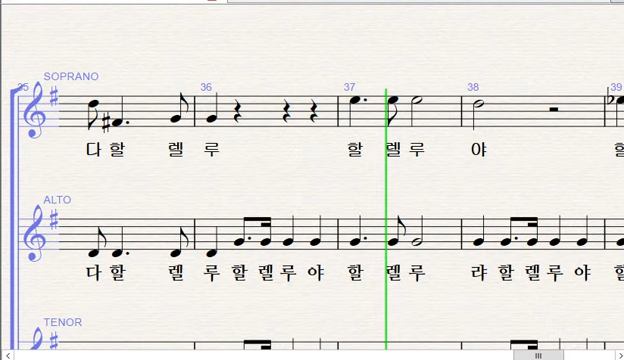 SOPRANO
35 36 37 38 39
다 할 렐 루 할 렐 루 야 할
ALTO
다 할 렐 루 할 렐 루 야 할 렐 루 랴 할 렐 루 야 할
TENOR